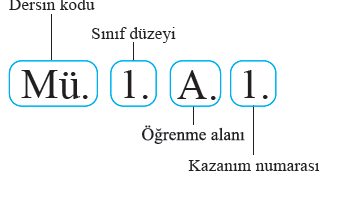 Dersin kodu
Sınıf düzeyi
Mü. 1. A. 1.
Öğrenme alanı
Kazanım numarası